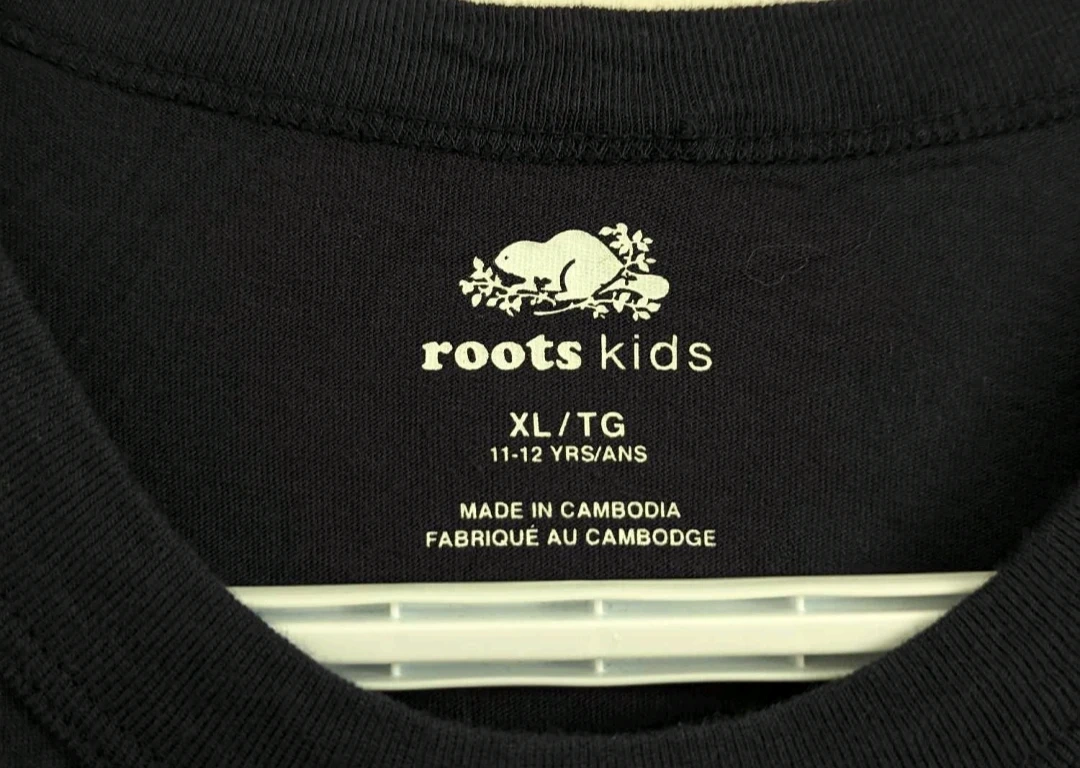 roots kids
XL/TG
11-12 YRS/ANS
MADE IN CAMBODIA
FABRIQUÉ AU CAMBODGE